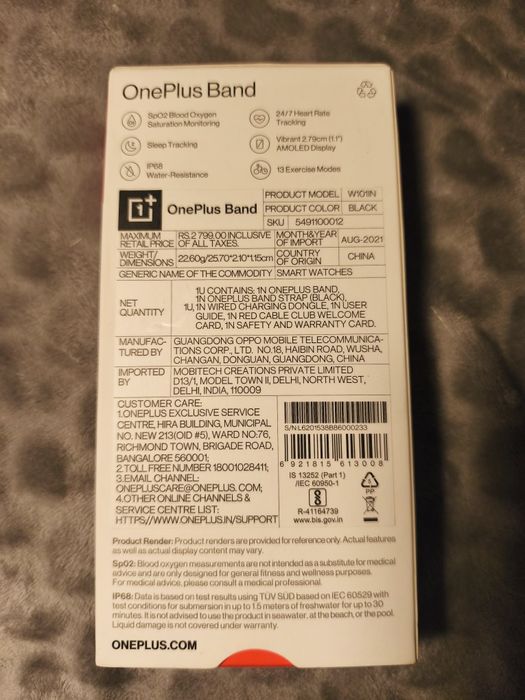 OnePlus Band
SpO2 Blood Oxygen
Saturation Monitoring
24/7 Heart Rate
Tracking
Sleep Tracking
Vibrant 2.79cm (1.1")
AMOLED Display
IP68
Water-Resistance
13 Exercise Modes
1+ OnePlus Band
PRODUCT MODEL W101IN
PRODUCT COLOR BLACK
SKU 5491100012
MAXIMUM
RETAIL PRICE
RS.2 799.00 INCLUSIVE
OF ALL TAXES.
MONTH&YEAR
OF IMPORT
AUG-2021
WEIGHT/
DIMENSIONS
22.60g/25.70*2.10*1.15cm
COUNTRY
OF ORIGIN
CHINA
GENERIC NAME OF THE COMMODITY SMART WATCHES
NET
QUANTITY
1U CONTAINS: 1N ONEPLUS BAND,
1N ONEPLUS BAND STRAP (BLACK),
1U, 1N WIRED CHARGING DONGLE, 1N USER
GUIDE, 1N RED CABLE CLUB WELCOME
CARD, 1N SAFETY AND WARRANTY CARD.
MANUFAC-
TURED BY
GUANGDONG OPPO MOBILE TELECOMMUNICA-
TIONS CORP., LTD. NO.18, HAIBIN ROAD, WUSHA,
CHANGAN, DONGUAN, GUANGDONG, CHINA
IMPORTED
BY
MOBITECH CREATIONS PRIVATE LIMITED
D13/1, MODEL TOWN II, DELHI, NORTH WEST,
DELHI, INDIA, 110009
CUSTOMER CARE:
1.ONEPLUS EXCLUSIVE SERVICE
CENTRE, HIRA BUILDING, MUNICIPAL
NO. NEW 213(OID #5), WARD NO:76,
RICHMOND TOWN, BRIGADE ROAD,
BANGALORE 560001;
2.TOLL FREE NUMBER 18001028411;
3.EMAIL CHANNEL:
ONEPLUSCARE@ONEPLUS.COM;
4.OTHER ONLINE CHANNELS &
SERVICE CENTRE LIST:
HTTPS//WWW.ONEPLUS.IN/SUPPORT
S/N:L6201538B86000233
6 921815 613008
IS 13252 (Part 1)
/IEC 60950-1
R-41164739
www.bis.gov.in
PP
Product Render: Product renders are provided for reference only. Actual features
as well as actual display content may vary.
SpO2: Blood oxygen measurements are not intended as a substitute for medical
advice and are only designed for general fitness and wellness purposes.
For medical advice, please consult a medical professional.
IP68: Data is based on test results using TÜV SÜD based on IEC 60529 with
test conditions for submersion in up to 1.5 meters of freshwater for up to 30
minutes. It is not advised to use the product in seawater, at the beach, or the pool.
Liquid damage is not covered under warranty.
ONEPLUS.COM